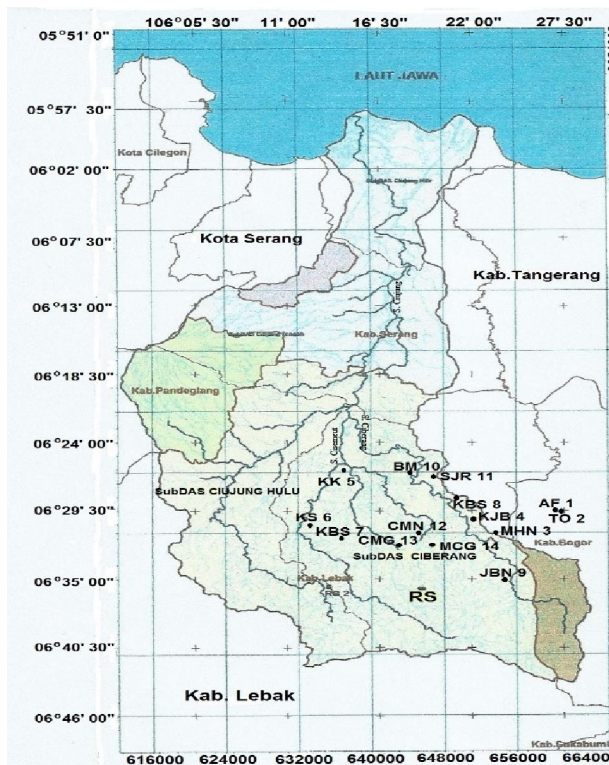 106°05' 30"
11' 00"
16' 30"
22' 00"
27' 30"
05°51' 0"
LAUT JAWA
05°57' 30"
Kota Cilegon
06°02' 00"
06°07' 30"
Kota Serang
Kab.Tangerang
06°13' 00"
Kab.Serang
06°18' 30"
Kab.Pandeglang
06°24' 00"
S. Ciberang
BM 10
SJR 11
KK 5
SubDAS CIUJUNG HULU
KBS 8
06°29' 30"
AF 1
KS 6
KJB 4
TO 2
KBS 7
CMN 12
MHN 3
CMG 13
MCG 14
Kab.Bogor
SubDAS CIBERANG
06°35' 00"
Kab.Lebak
JBN 9
RS
06°40' 30"
Kab. Lebak
06°46' 00"
Kab.Sukabumi
616000
624000
632000
640000
648000
656000
664000